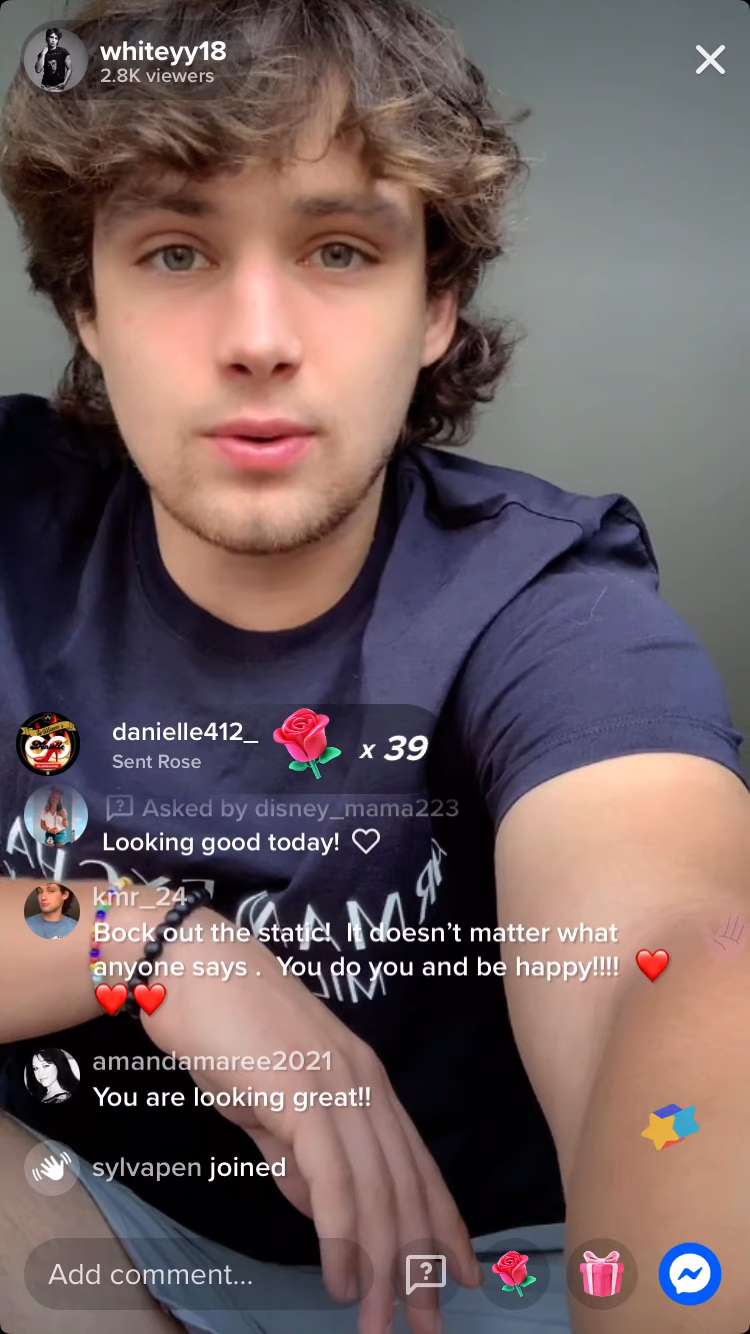 whiteyy18
2.8K viewers
danielle412_
Sent Rose
x 39
Asked by disney_mama223
Looking good today!
kmr_24
Bock out the static! It doesn’t matter what
anyone says . You do you and be happy!!!! ❤️
❤️❤️
amandamaree2021
You are looking great!!
sylvapen joined
Add comment...